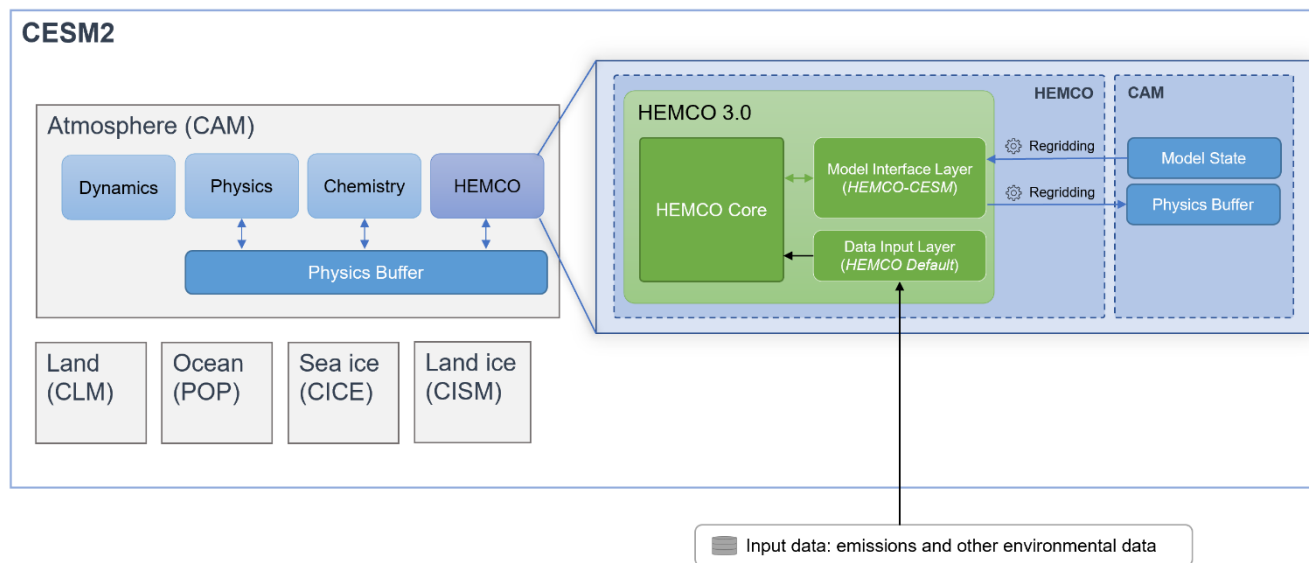 CESM2
Atmosphere (CAM)
Dynamics
Physics
Chemistry
HEMCO
Physics Buffer
Land
(CLM)
Ocean
(POP)
Sea ice
(CICE)
Land ice
(CISM)
HEMCO
CAM
HEMCO 3.0
HEMCO Core
Model Interface Layer
(HEMCO-CESM)
Data Input Layer
(HEMCO Default)
Regridding
Regridding
Model State
Physics Buffer
Input data: emissions and other environmental data